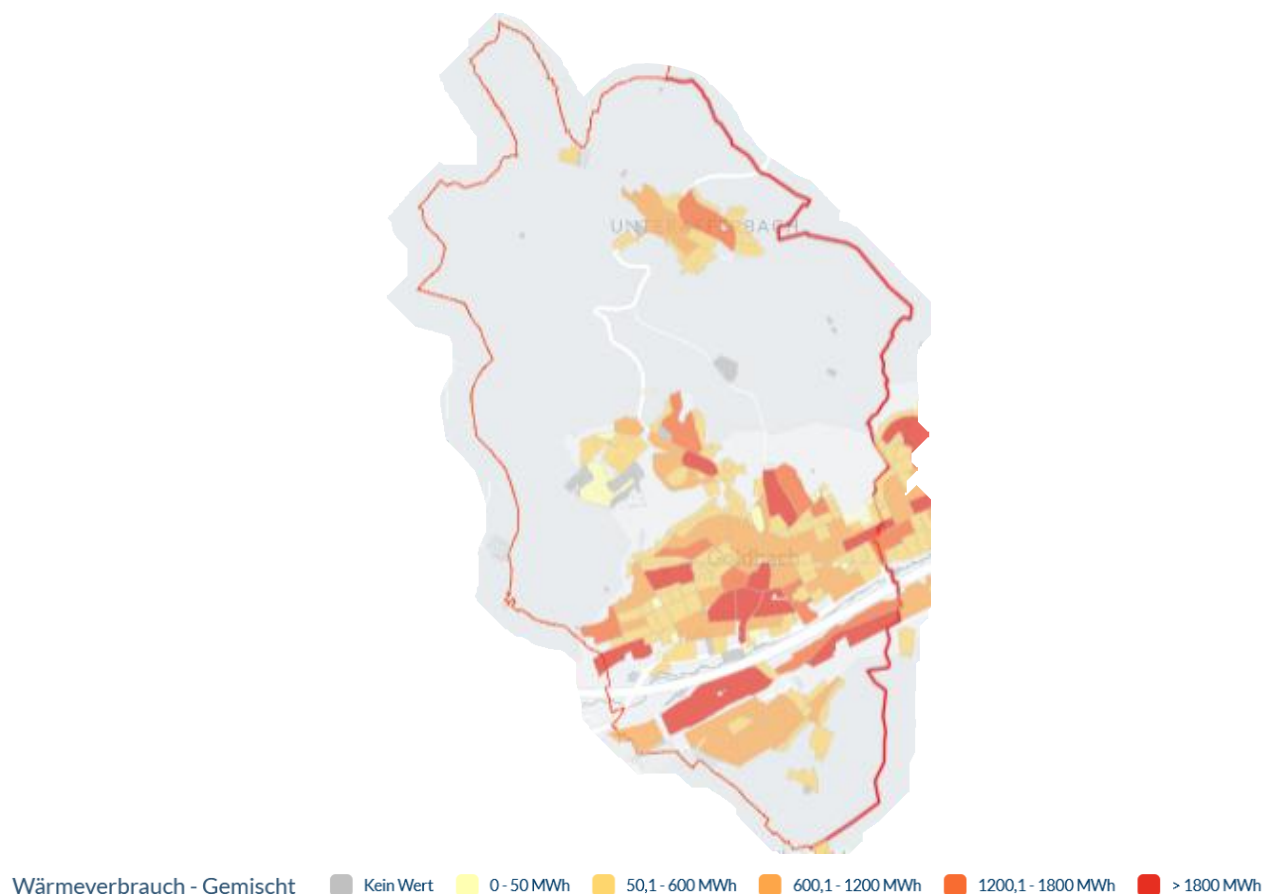 Goldbach
Wärmeverbrauch - Gemischt
Kein Wert
0 - 50 MWh
50,1 - 600 MWh
600,1 - 1200 MWh
1200,1 - 1800 MWh
> 1800 MWh